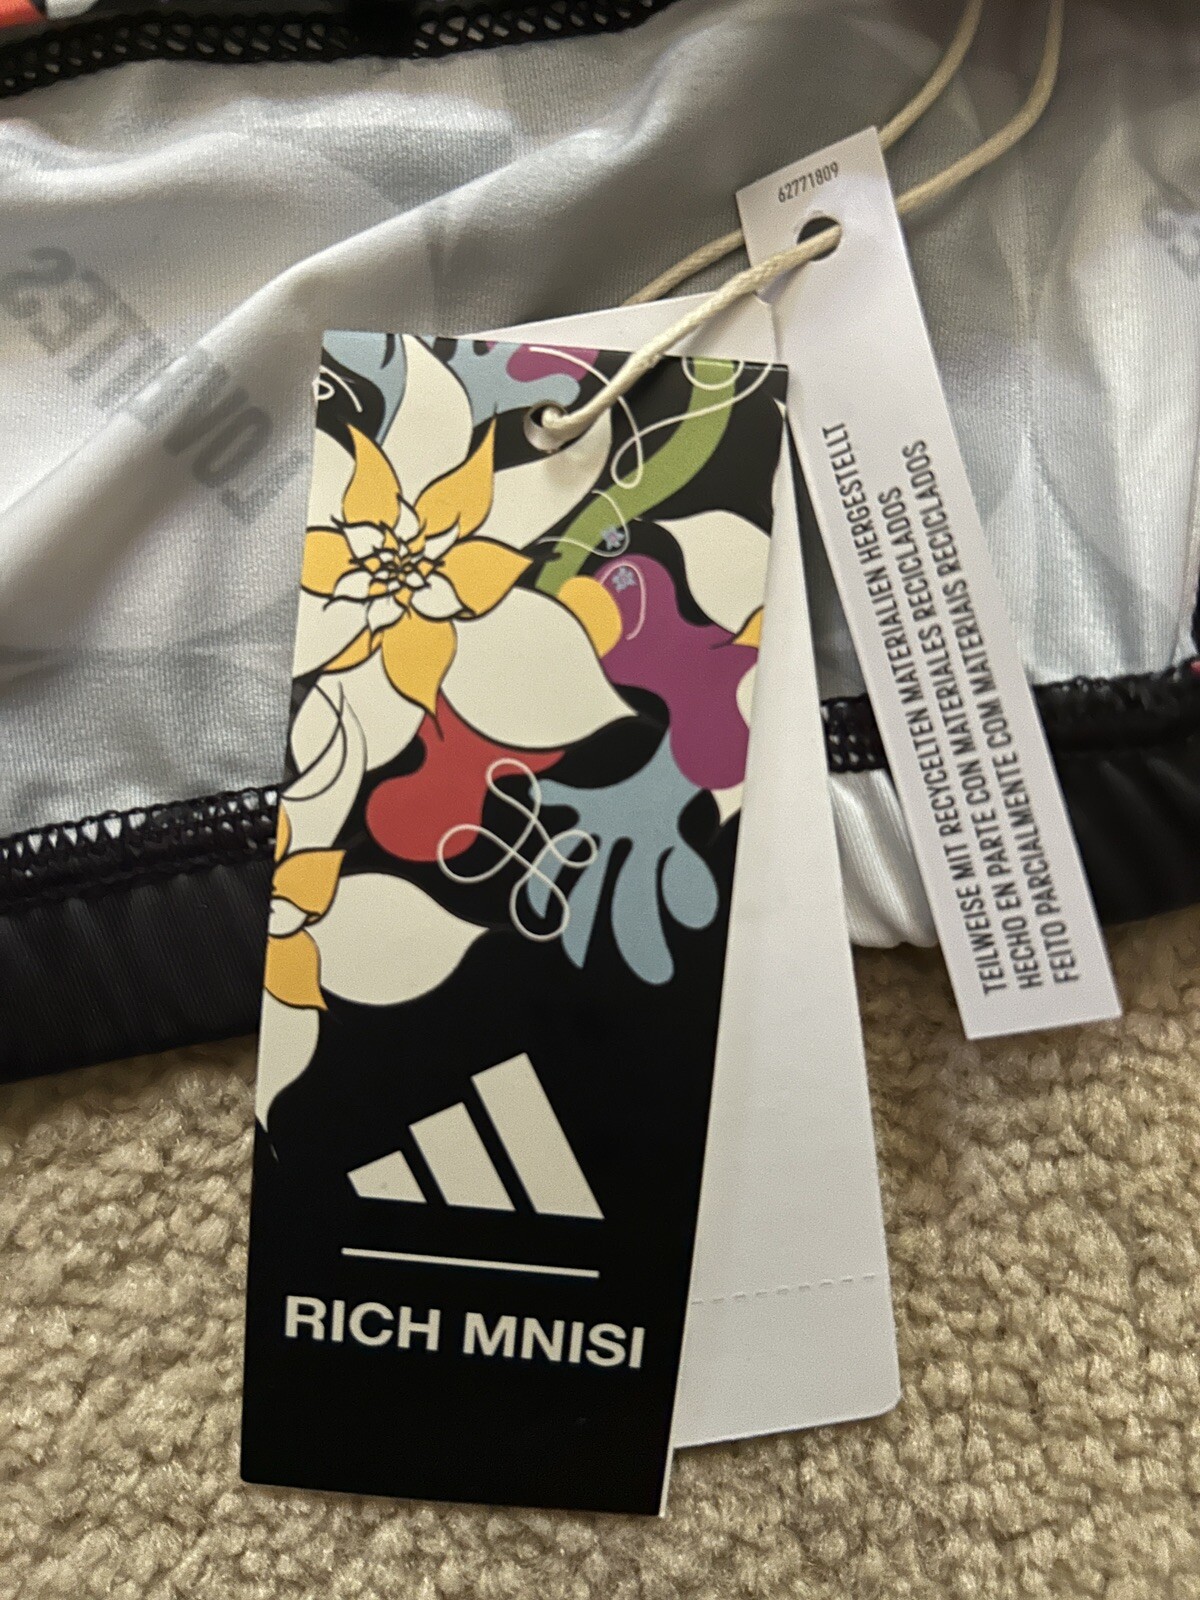 62771809
TEILWEISE MIT RECYCELTEN MATERIALIEN HERGESTELLT
HECHO EN PARTE CON MATERIALES RECICLADOS
FEITO PARCIALMENTE COM MATERIAIS RECICLADOS
RICH MNISI